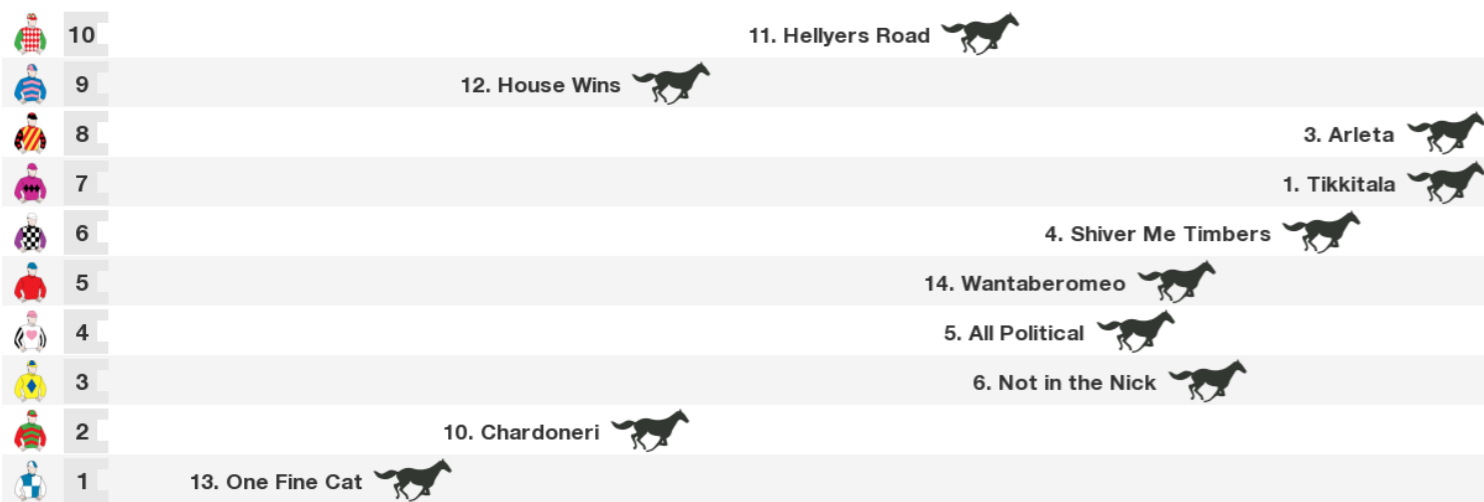 10 11. Hellyers Road
9 12. House Wins
8 3. Arleta
7 1. Tikkitala
6 4. Shiver Me Timbers
5 14. Wantaberomeo
4 5. All Political
3 6. Not in the Nick
2 10. Chardoneri
1 13. One Fine Cat